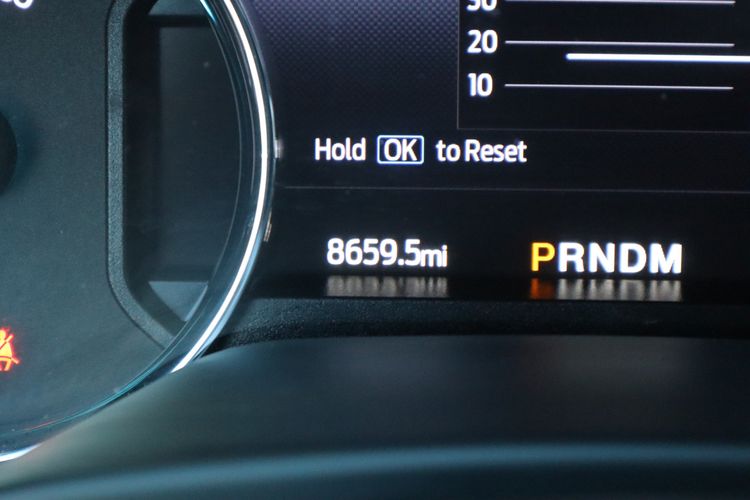 20
10
Hold OK to Reset
8659.5mi
PRNDM